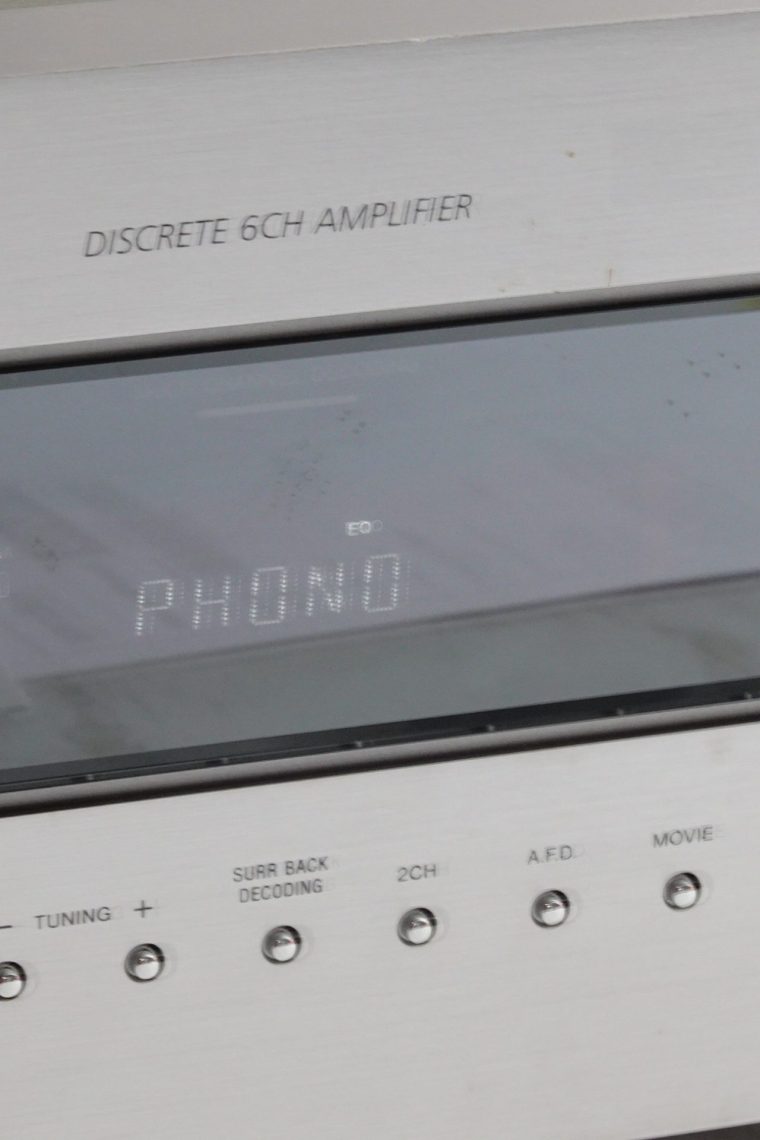 DISCRETE 6CH AMPLIFIER
EQ
PHONO
– TUNING +
SURR BACK
DECODING
2CH
A.F.D.
MOVIE